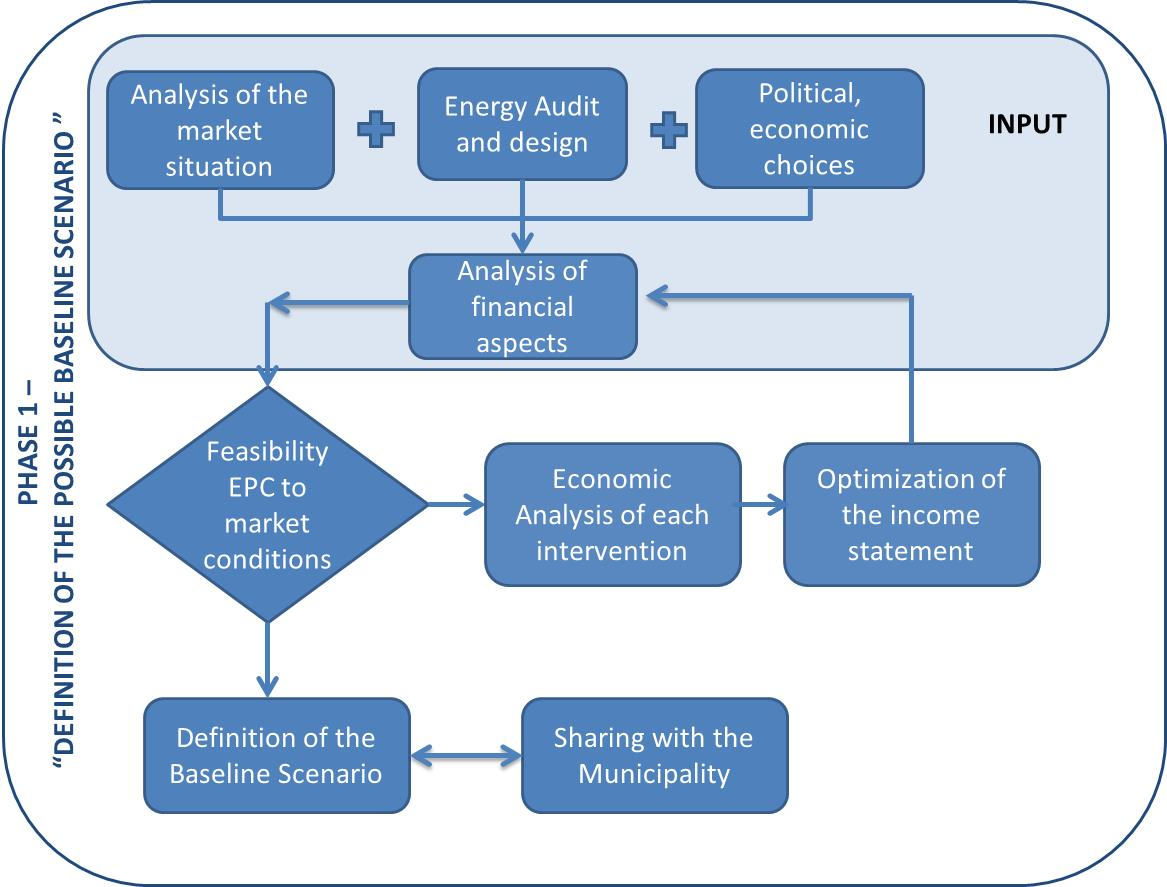 PHASE 1 –
“DEFINITION OF THE POSSIBLE BASELINE SCENARIO”
Analysis of the
market
situation
Energy Audit
and design
Political,
economic
choices
INPUT
Analysis of
financial
aspects
Feasibility
EPC to
market
conditions
Economic
Analysis of each
intervention
Optimization of
the income
statement
Definition of the
Baseline Scenario
Sharing with the
Municipality